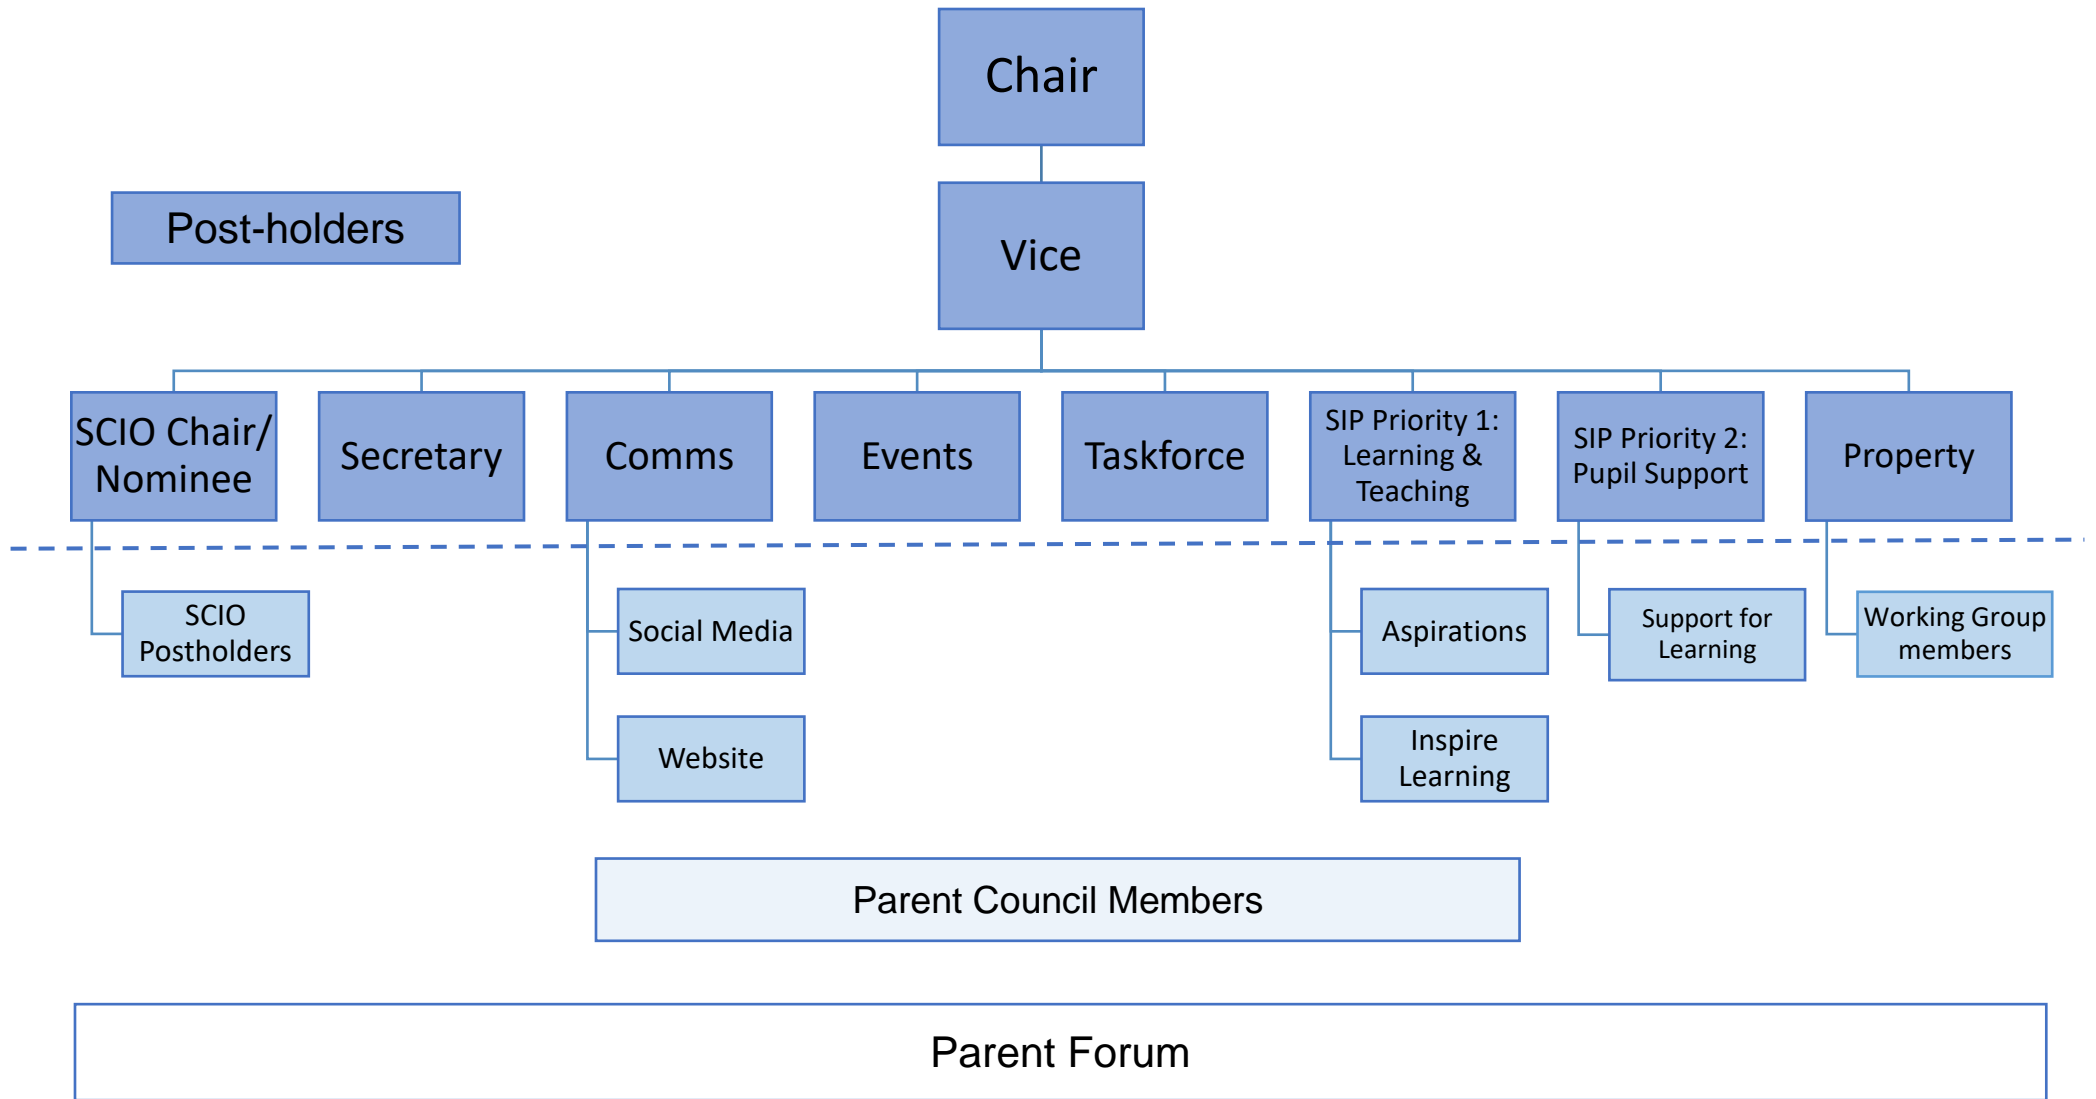 Chair
Post-holders
Vice
SCIO Chair/
Nominee
Secretary
Comms
Events
Taskforce
SIP Priority 1:
Learning &
Teaching
SIP Priority 2:
Pupil Support
Property
SCIO
Postholders
Social Media
Aspirations
Support for
Learning
Working Group
members
Website
Inspire
Learning
Parent Council Members
Parent Forum